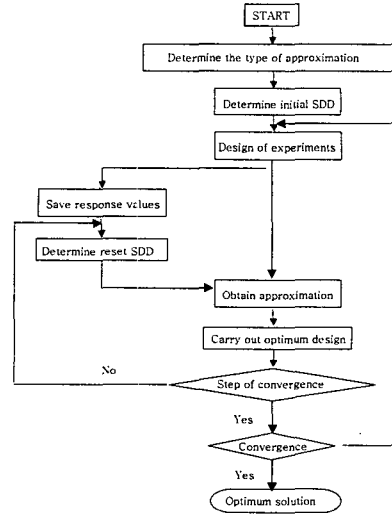 START
Determine the type of approximation
Determine initial SDD
Design of experiments
Save response values
Determine reset SDD
Obtain approximation
Carry out optimum design
No
Step of convergence
Yes
Convergence
Yes
Optimum solution